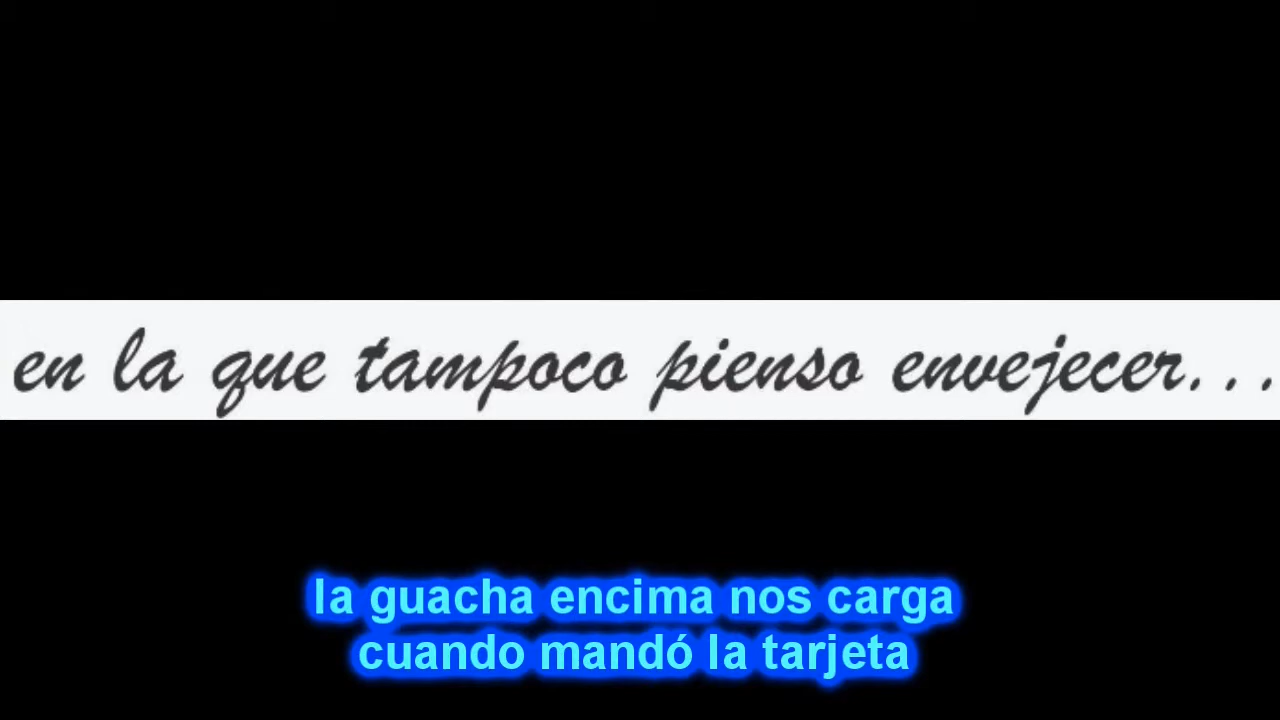 en la que tampoco pienso envejecer...
la guacha encima nos carga
cuando mandó la tarjeta